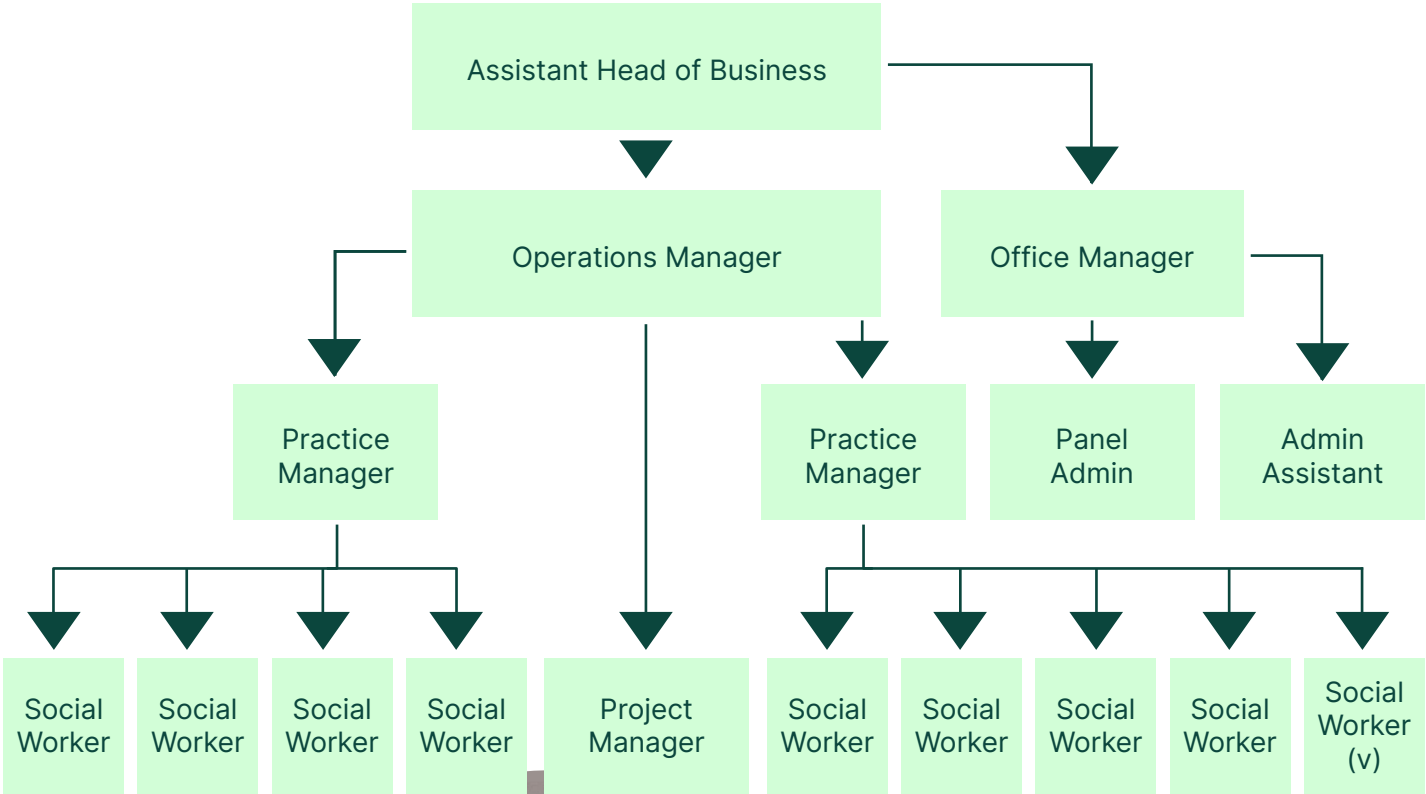 Assistant Head of Business
Operations Manager
Office Manager
Practice
Manager
Practice
Manager
Panel
Admin
Admin
Assistant
Social
Worker
Social
Worker
Social
Worker
Social
Worker
Project
Manager
Social
Worker
Social
Worker
Social
Worker
Social
Worker
Social
Worker
(v)